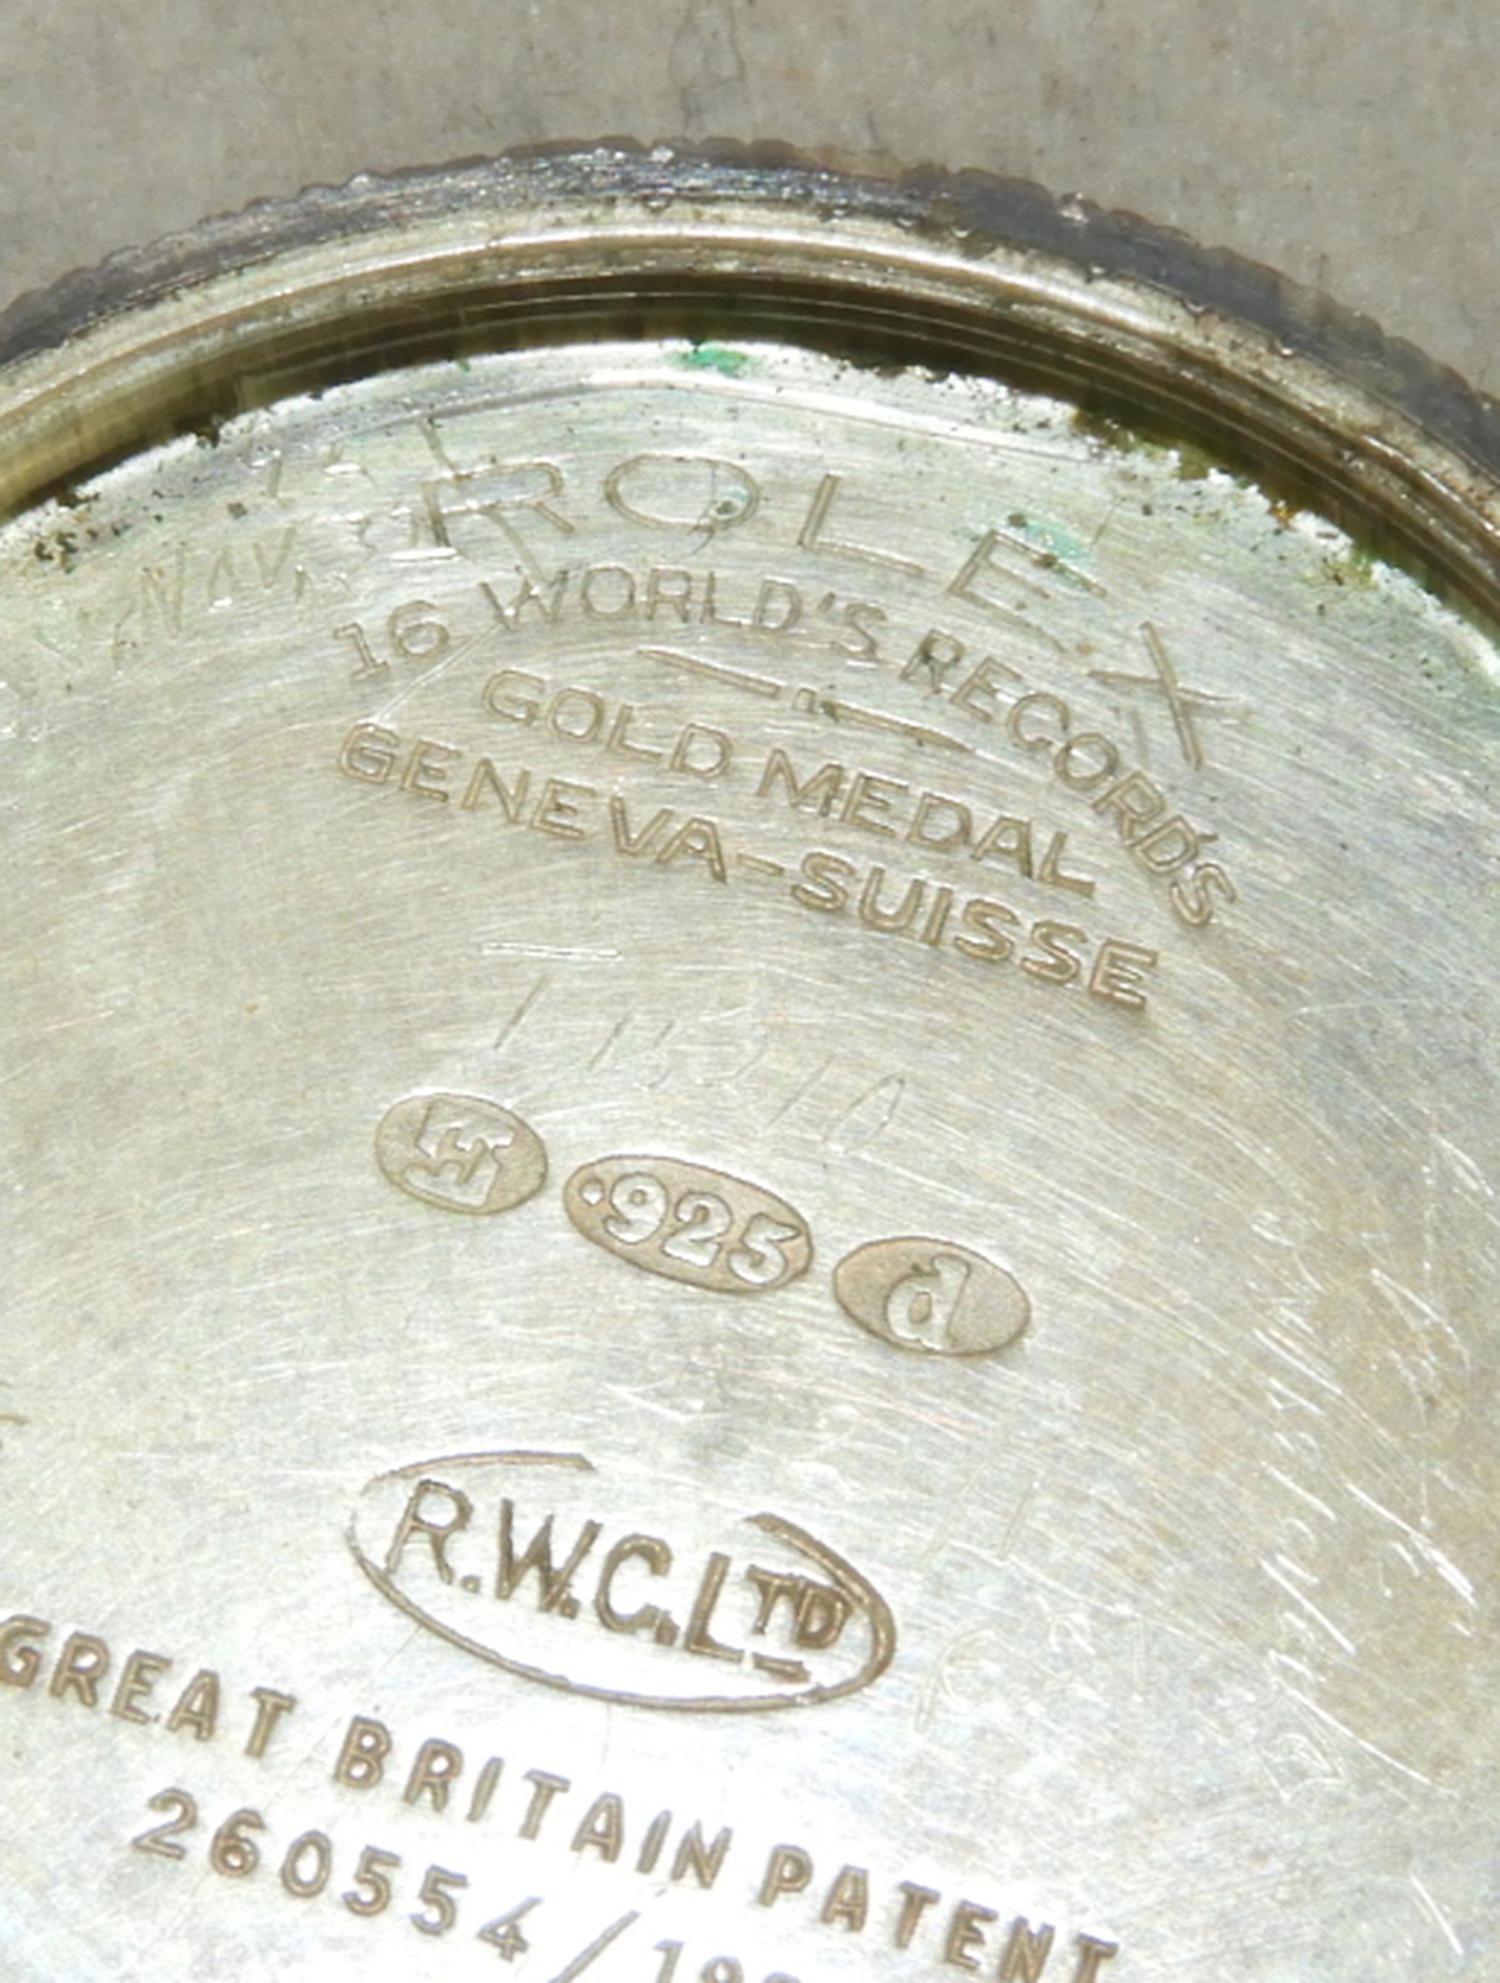 ROLEX
16 WORLD'S RECORDS
GOLD MEDAL
GENEVA-SUISSE
.925 d
R.W.C.LTD
GREAT BRITAIN PATENT
260554/